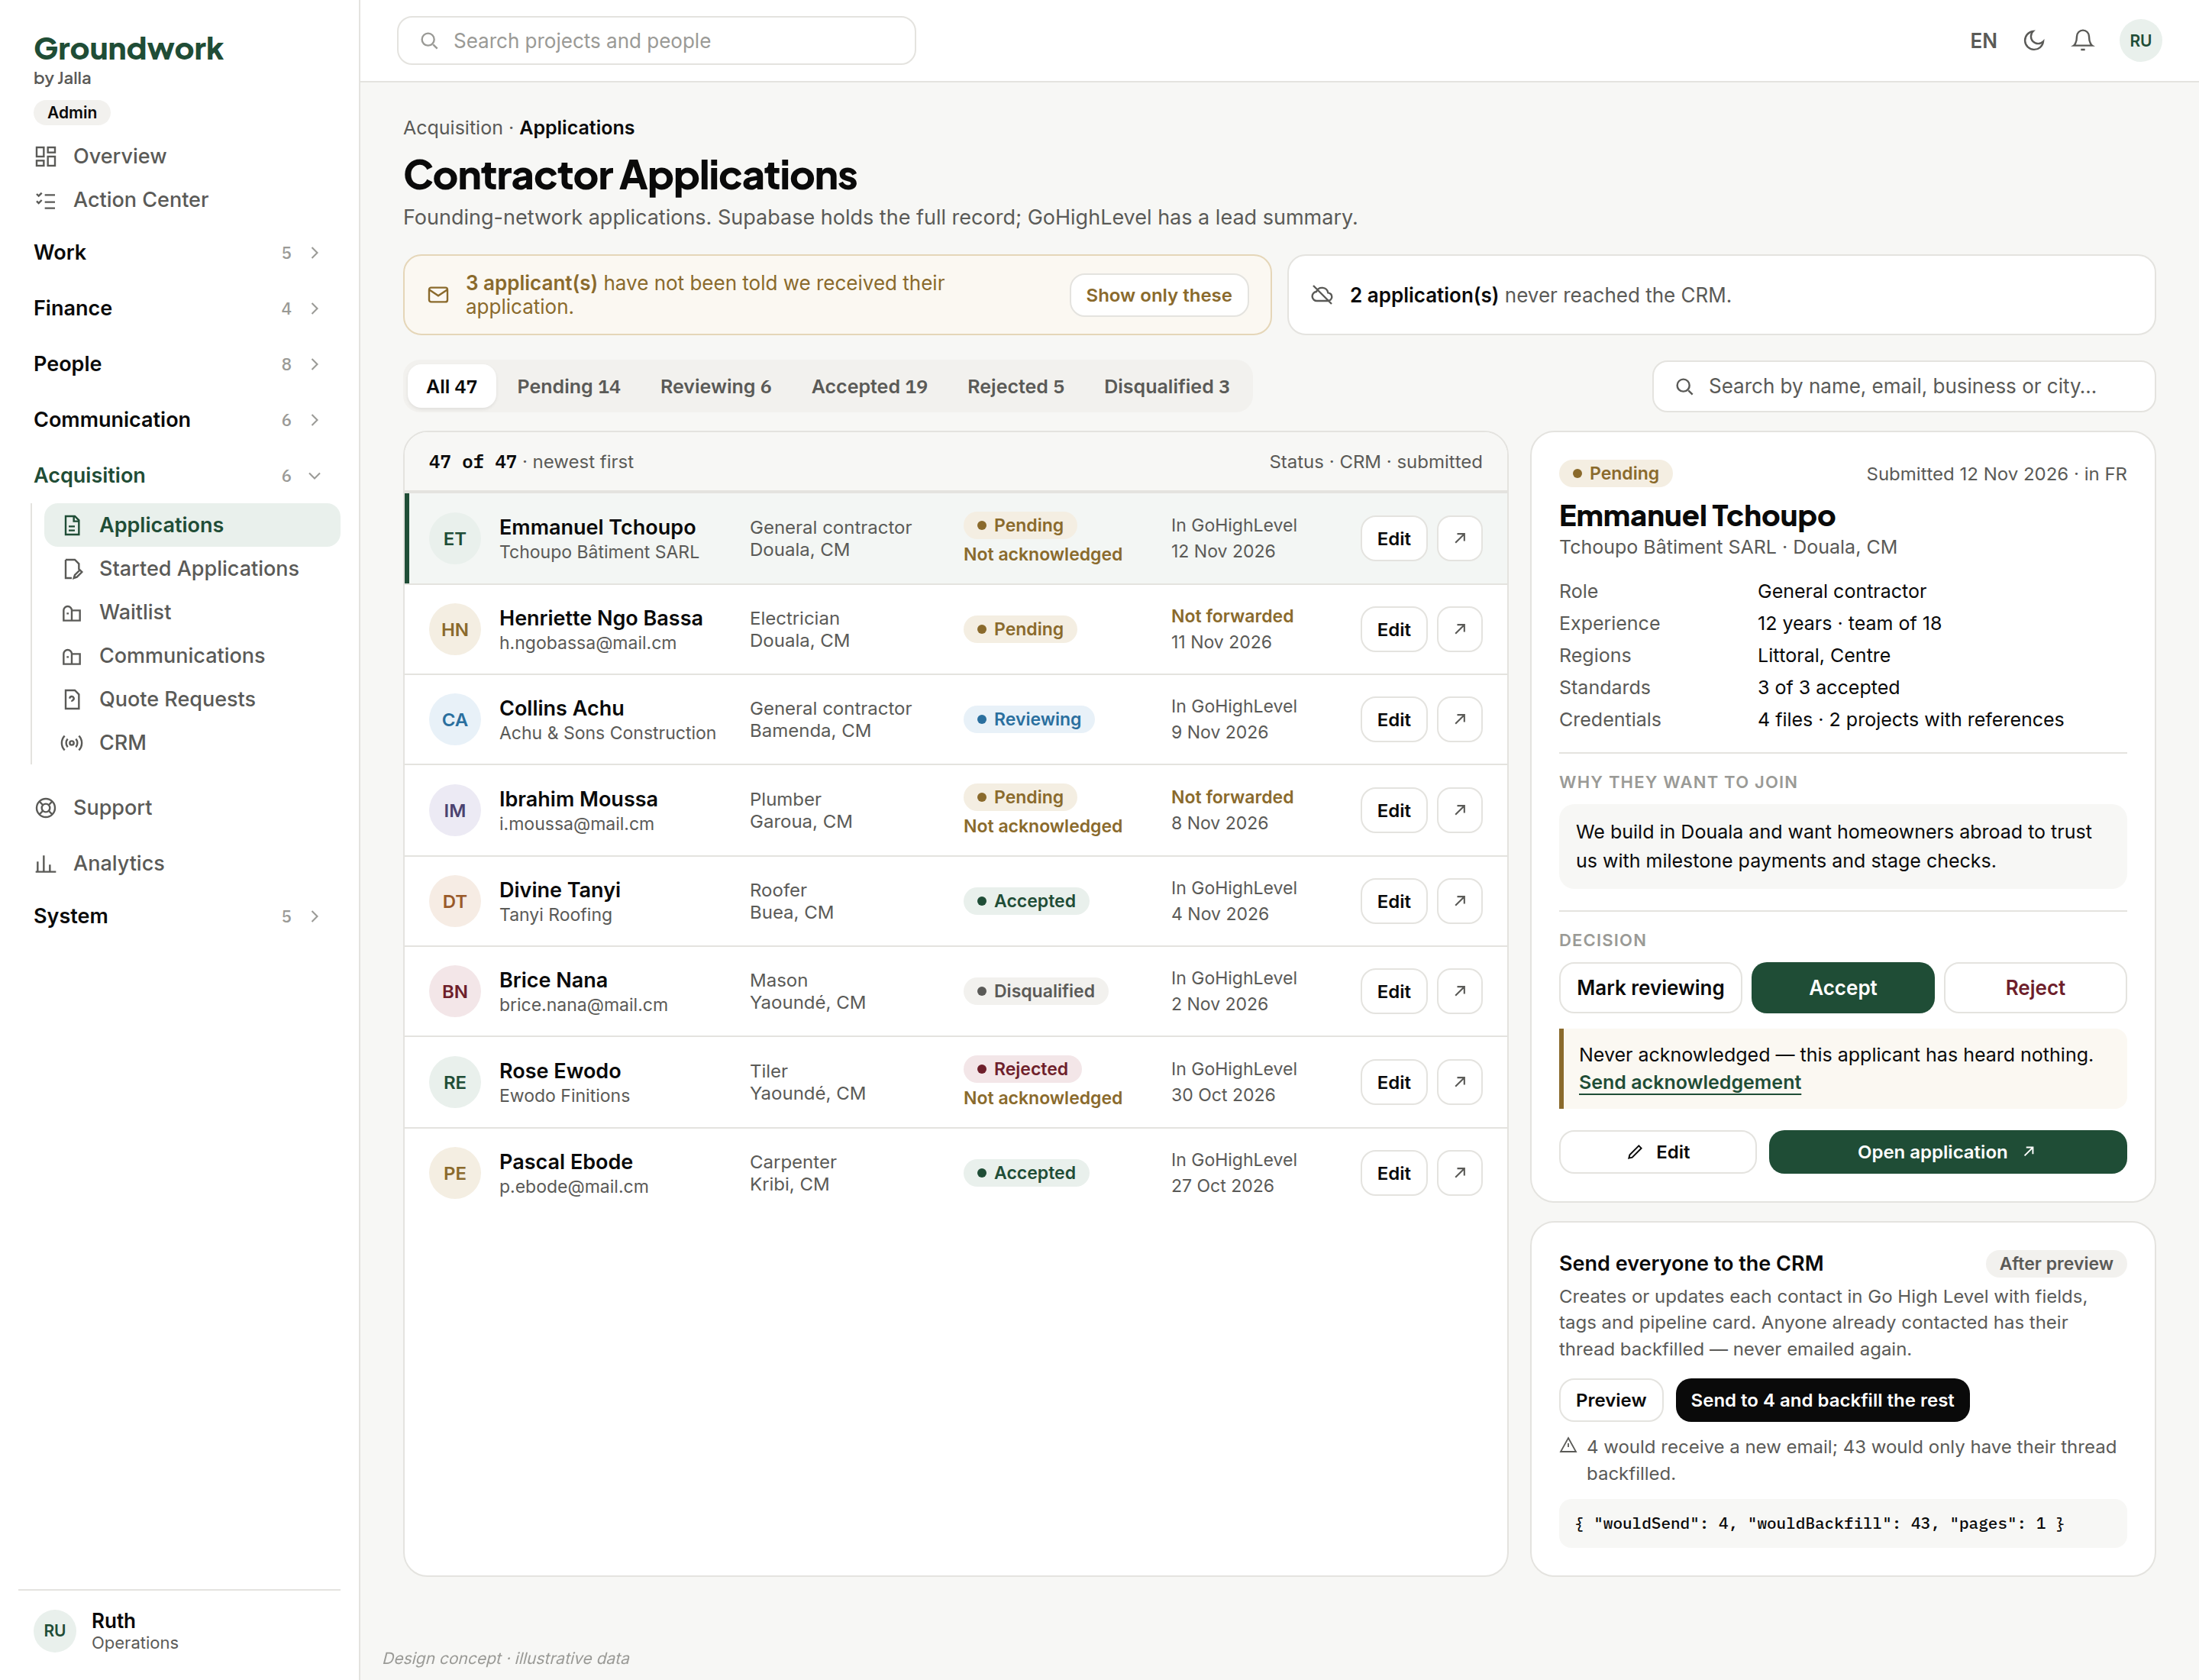 Groundwork
by Jalla
Admin
Overview
Action Center
Work 5
Finance 4
People 8
Communication 6
Acquisition 6
Applications
Started Applications
Waitlist
Communications
Quote Requests
CRM
Support
Analytics
System 5
RU
Ruth
Operations
Search projects and people
EN
RU
Acquisition · Applications
Contractor Applications
Founding-network applications. Supabase holds the full record; GoHighLevel has a lead summary.
3 applicant(s) have not been told we received their
application.
Show only these
2 application(s) never reached the CRM.
All 47
Pending 14
Reviewing 6
Accepted 19
Rejected 5
Disqualified 3
Search by name, email, business or city...
47 of 47 · newest first
Status · CRM · submitted
ET
Emmanuel Tchoupo
Tchoupo Bâtiment SARL
General contractor
Douala, CM
Pending
Not acknowledged
In GoHighLevel
12 Nov 2026
Edit
HN
Henriette Ngo Bassa
h.ngobassa@mail.cm
Electrician
Douala, CM
Pending
Not forwarded
11 Nov 2026
Edit
CA
Collins Achu
Achu & Sons Construction
General contractor
Bamenda, CM
Reviewing
In GoHighLevel
9 Nov 2026
Edit
IM
Ibrahim Moussa
i.moussa@mail.cm
Plumber
Garoua, CM
Pending
Not acknowledged
Not forwarded
8 Nov 2026
Edit
DT
Divine Tanyi
Tanyi Roofing
Roofer
Buea, CM
Accepted
In GoHighLevel
4 Nov 2026
Edit
BN
Brice Nana
brice.nana@mail.cm
Mason
Yaoundé, CM
Disqualified
In GoHighLevel
2 Nov 2026
Edit
RE
Rose Ewodo
Ewodo Finitions
Tiler
Yaoundé, CM
Rejected
Not acknowledged
In GoHighLevel
30 Oct 2026
Edit
PE
Pascal Ebode
p.ebode@mail.cm
Carpenter
Kribi, CM
Accepted
In GoHighLevel
27 Oct 2026
Edit
Pending
Submitted 12 Nov 2026 · in FR
Emmanuel Tchoupo
Tchoupo Bâtiment SARL · Douala, CM
Role General contractor
Experience 12 years · team of 18
Regions Littoral, Centre
Standards 3 of 3 accepted
Credentials 4 files · 2 projects with references
WHY THEY WANT TO JOIN
We build in Douala and want homeowners abroad to trust
us with milestone payments and stage checks.
DECISION
Mark reviewing
Accept
Reject
Never acknowledged — this applicant has heard nothing.
Send acknowledgement
Edit
Open application
Send everyone to the CRM
After preview
Creates or updates each contact in Go High Level with fields,
tags and pipeline card. Anyone already contacted has their
thread backfilled — never emailed again.
Preview
Send to 4 and backfill the rest
4 would receive a new email; 43 would only have their thread
backfilled.
{ "wouldSend": 4, "wouldBackfill": 43, "pages": 1 }
Design concept · illustrative data